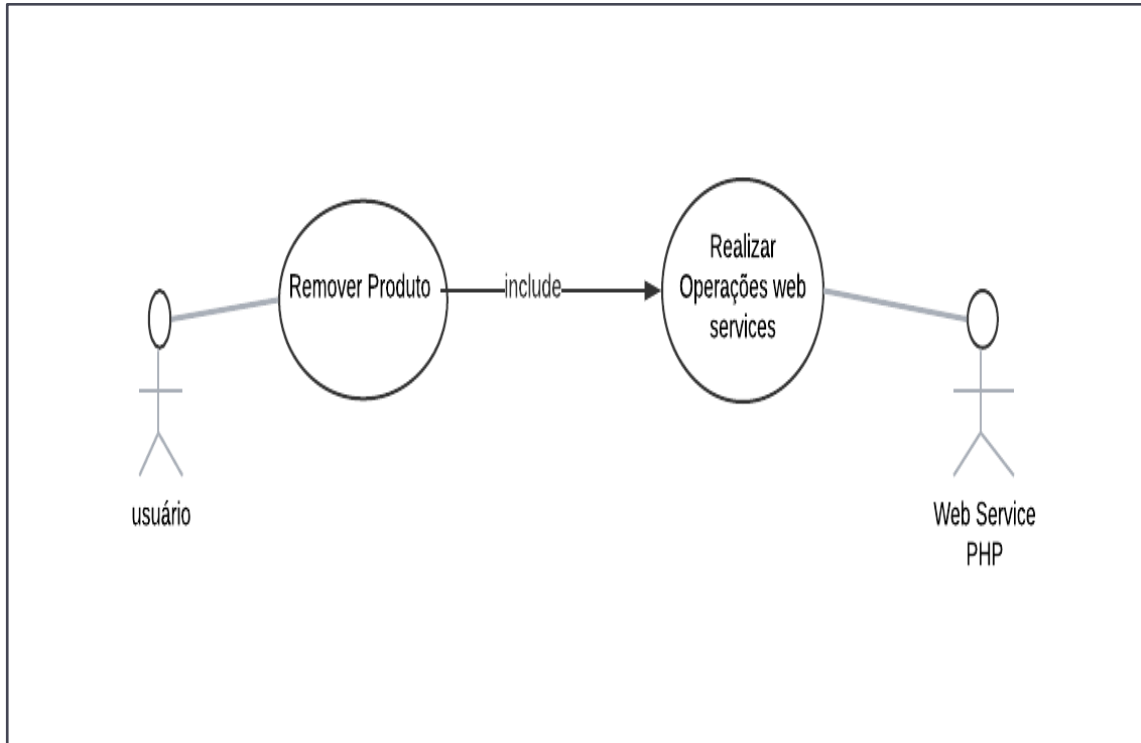 Remover Produto
include
Realizar
Operações web
services
usuário
Web Service
PHP